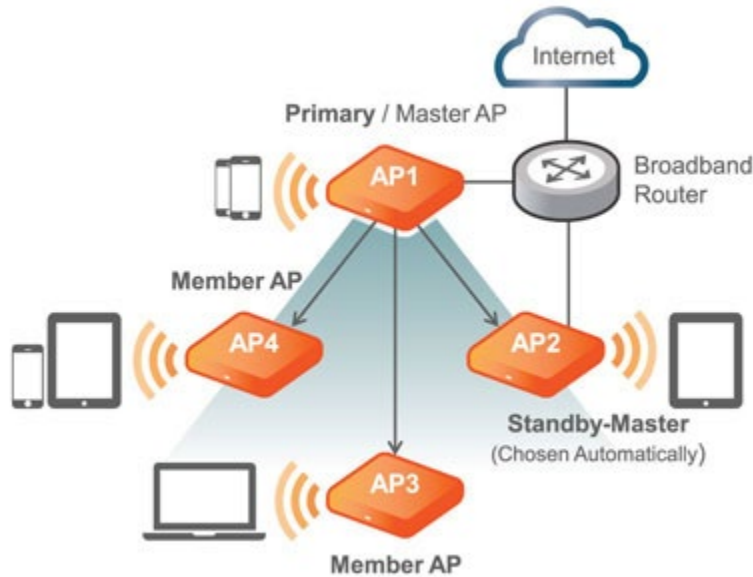 Internet
Primary / Master AP
AP1
Broadband
Router
Member AP
AP4
AP2
Standby-Master
(Chosen Automatically)
AP3
Member AP